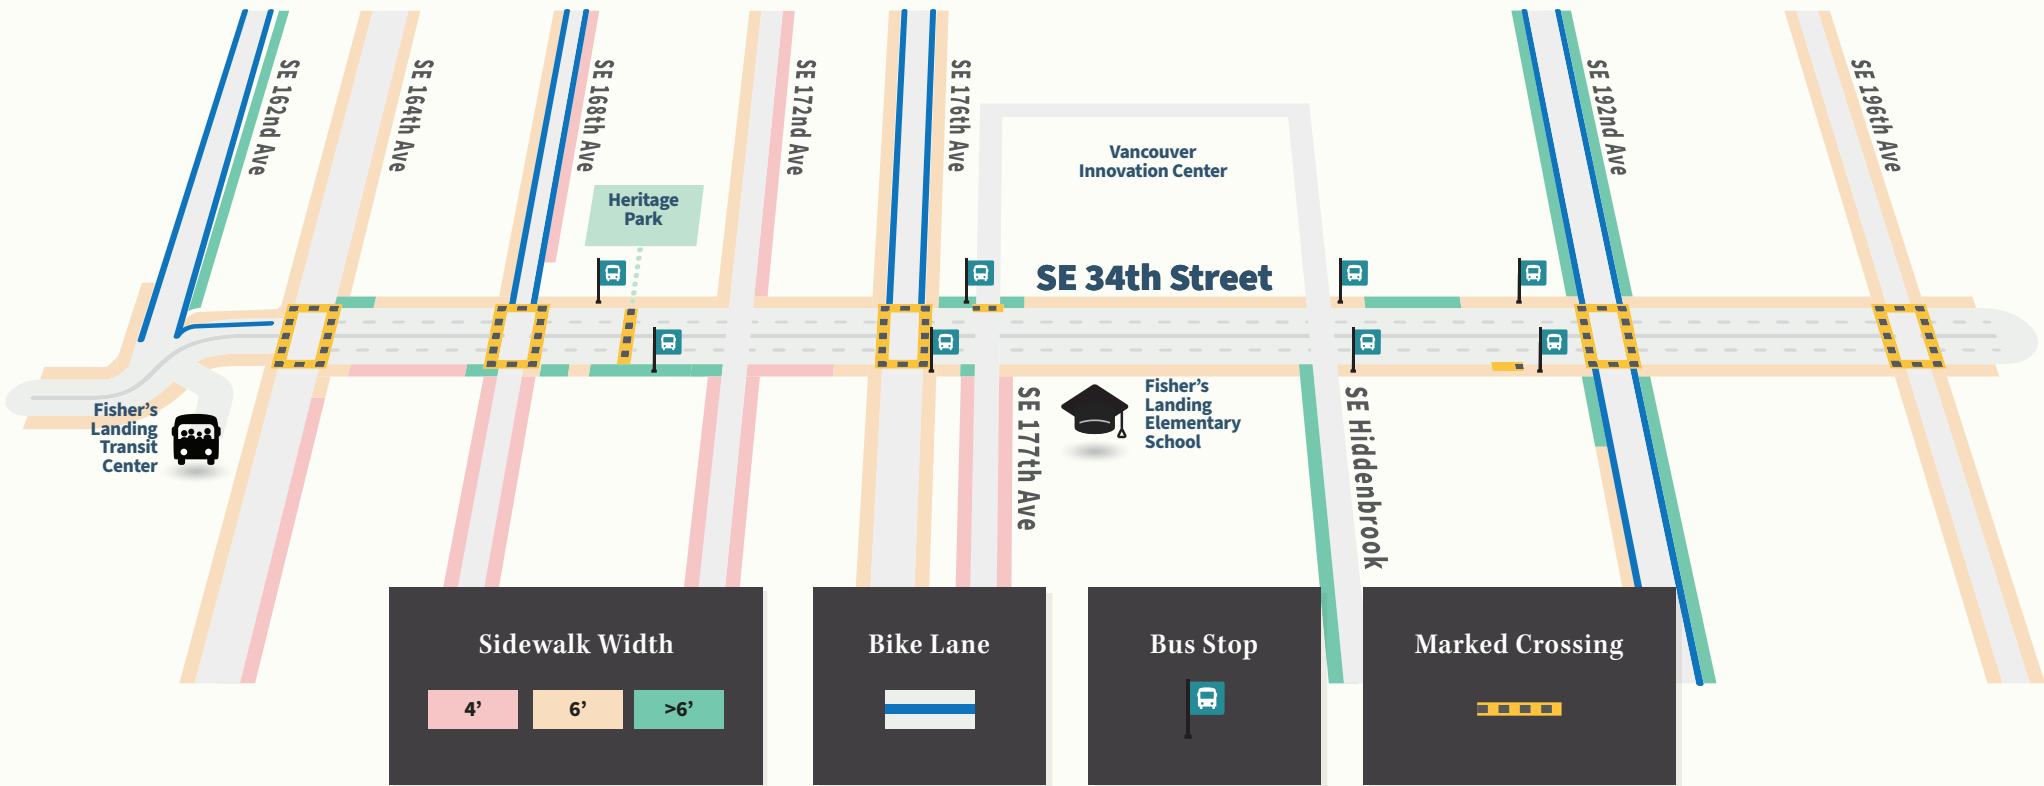 SE 162nd Ave
SE 164th Ave
SE 168th Ave
SE 172nd Ave
SE 176th Ave
SE 192nd Ave
SE 196th Ave
Vancouver
Innovation Center
Heritage
Park
SE 34th Street
Fisher’s
Landing
Transit
Center
SE 177th Ave
Fisher’s
Landing
Elementary
School
SE Hiddenbrook
Sidewalk Width
4’
6’
>6’
Bike Lane
Bus Stop
Marked Crossing